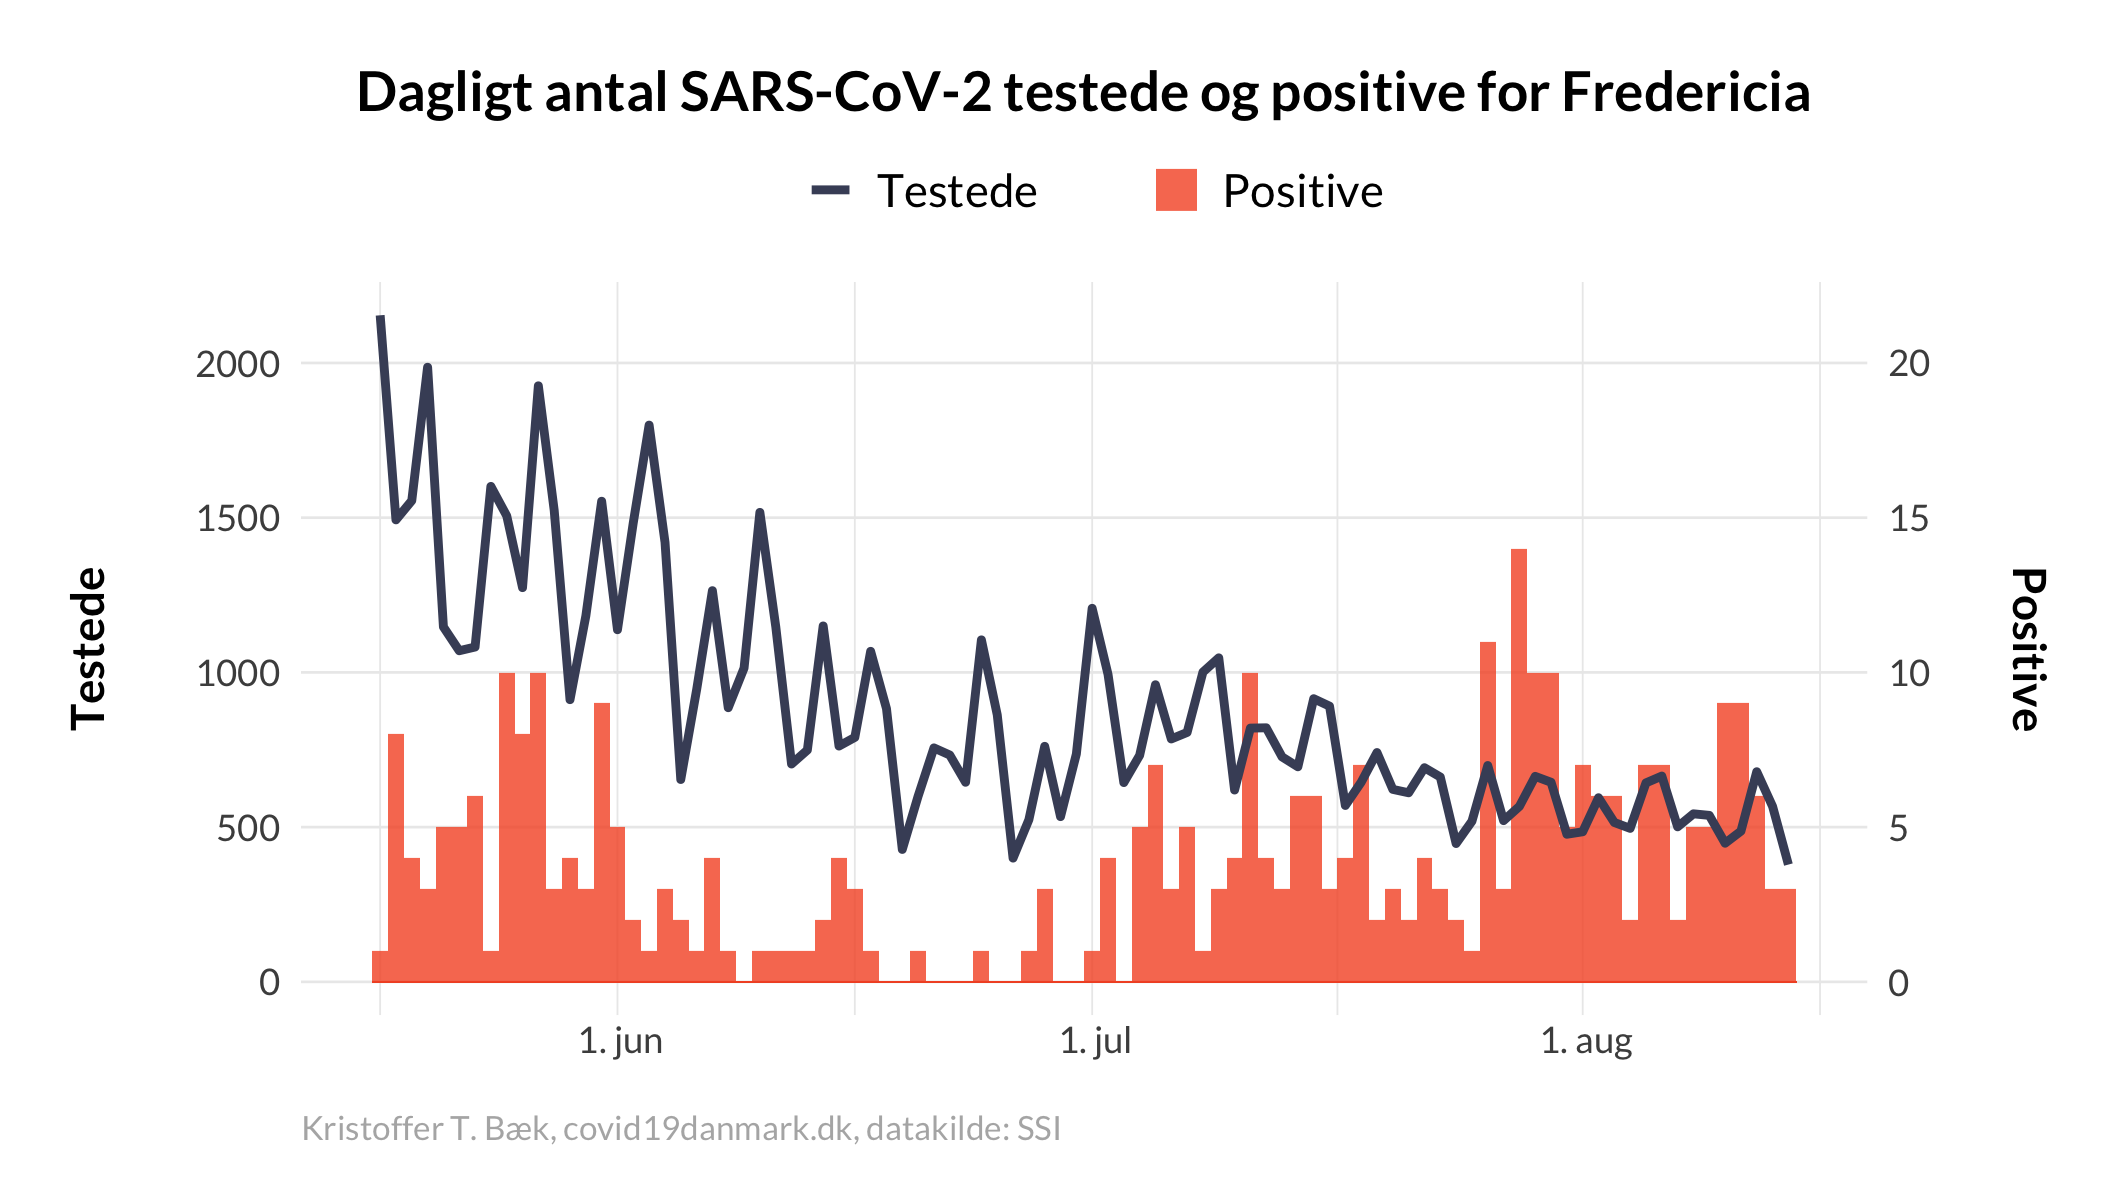 Dagligt antal SARS-CoV-2 testede og positive for Fredericia
Testede
Positive
2000
1500
1000
500
0
Testede
20
15
10
5
0
Positive
1. jun
1. jul
1. aug
Kristoffer T. Bæk, covid19danmark.dk, datakilde: SSI